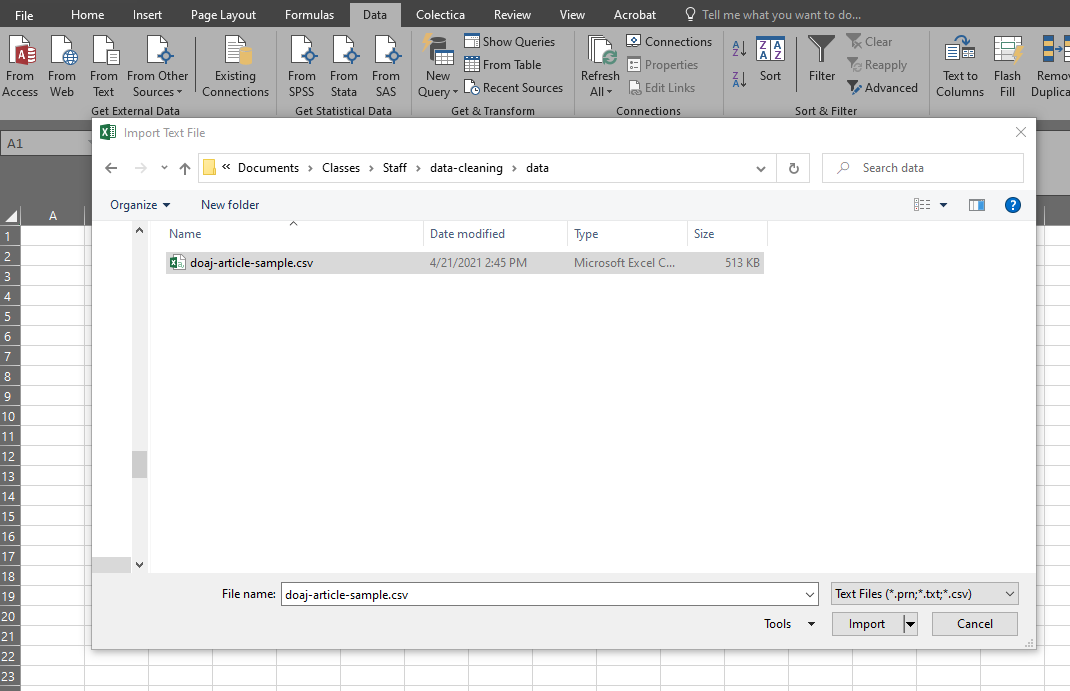 File Home Insert Page Layout Formulas Data Colectica Review View Acrobat Tell me what you want to do...
From Access
From Web
From Text
From Other Sources
Existing Connections
Get External Data
From SPSS
From Stata
From SAS
Get Statistical Data
New Query
Show Queries
From Table
Recent Sources
Get & Transform
Refresh All
Connections
Properties
Edit Links
Connections
Sort
Filter
Clear
Reapply
Advanced
Sort & Filter
Text to Columns
Flash Fill
A1
Import Text File
« Documents › Classes › Staff › data-cleaning › data
Search data
Organize New folder
A
Name Date modified Type Size
doaj-article-sample.csv 4/21/2021 2:45 PM Microsoft Excel C... 513 KB
1
2
3
4
5
6
7
8
9
10
11
12
13
14
15
16
17
18
19
20
21
22
23
File name: doaj-article-sample.csv Text Files (*.prn;*.txt;*.csv)
Tools Import Cancel